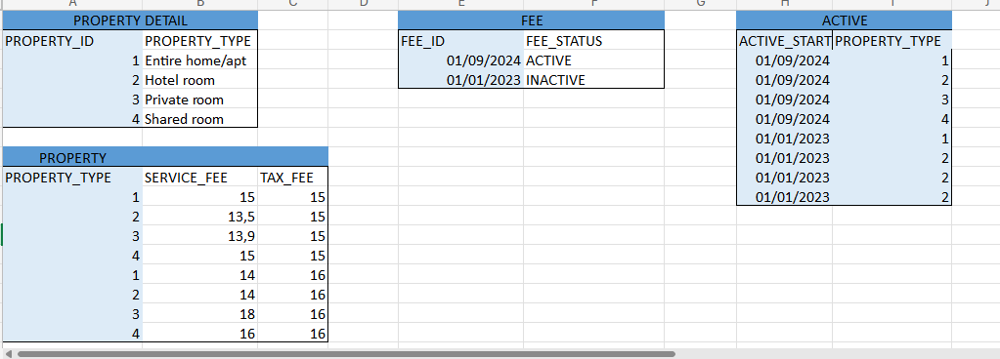 A B C D E F G H I J
PROPERTY DETAIL FEE ACTIVE
PROPERTY_ID PROPERTY_TYPE FEE_ID FEE_STATUS ACTIVE_START PROPERTY_TYPE
1 Entire home/apt 01/09/2024 ACTIVE 01/09/2024 1
2 Hotel room 01/01/2023 INACTIVE 01/09/2024 2
3 Private room 01/09/2024 3
4 Shared room 01/09/2024 4
01/01/2023 1
PROPERTY 01/01/2023 2
PROPERTY_TYPE SERVICE_FEE TAX_FEE 01/01/2023 2
1 15 15 01/01/2023 2
2 13,5 15
3 13,9 15
4 15 15
1 14 16
2 14 16
3 18 16
4 16 16